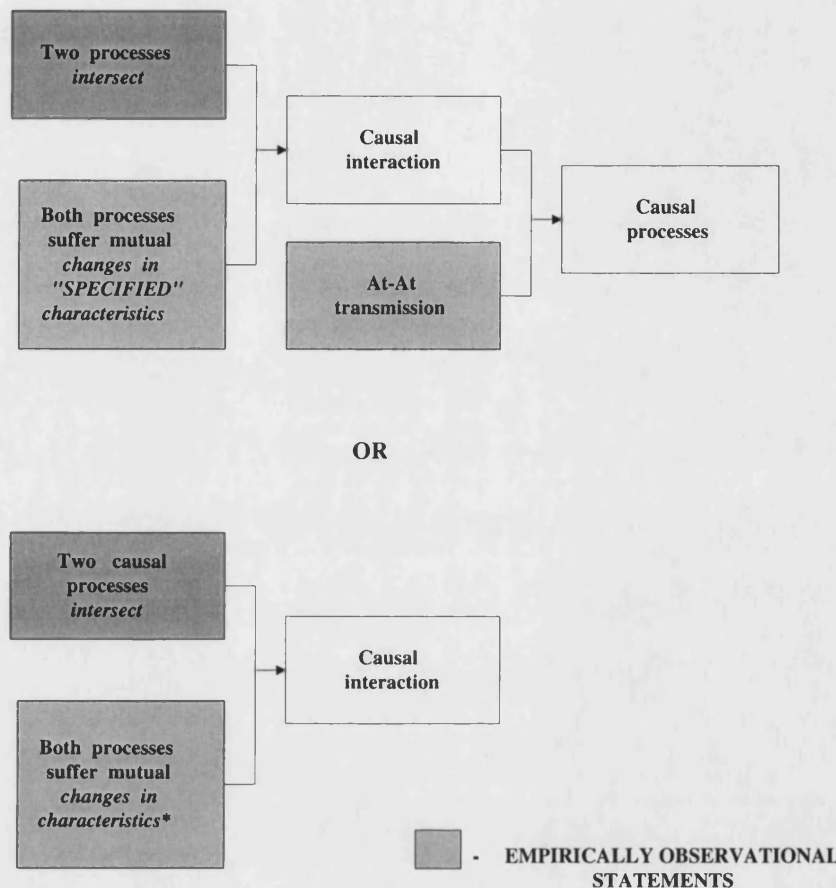 Two processes
intersect
Causal
interaction
Both processes
suffer mutual
changes in
"SPECIFIED"
characteristics
At-At
transmission
Causal
processes
OR
Two causal
processes
intersect
Causal
interaction
Both processes
suffer mutual
changes in
characteristics*
- EMPIRICALLY OBSERVATIONAL
STATEMENTS